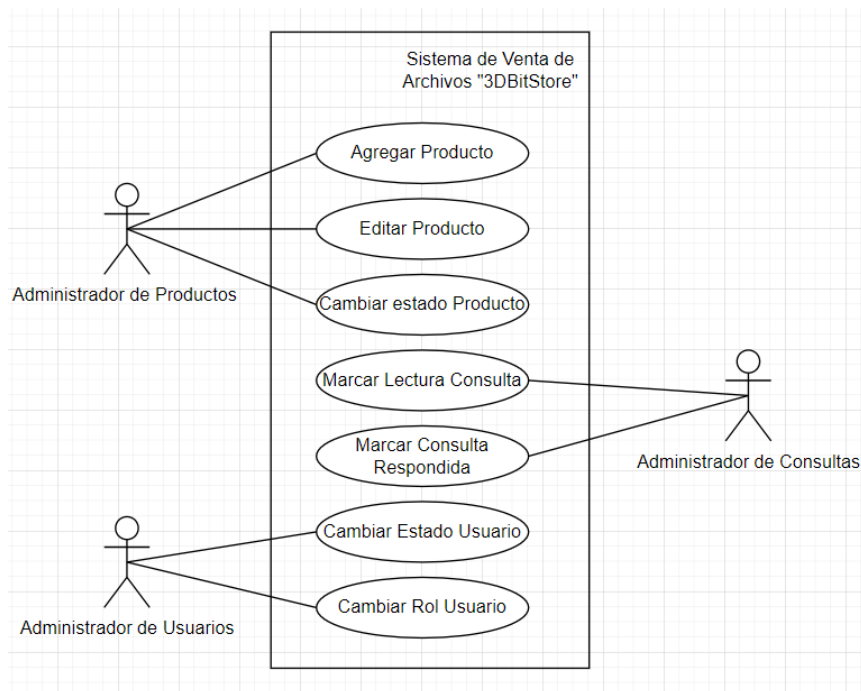 Sistema de Venta de
Archivos "3DBitStore"
Agregar Producto
Editar Producto
Administrador de Productos
Cambiar estado Producto
Marcar Lectura Consulta
Marcar Consulta
Respondida
Administrador de Consultas
Cambiar Estado Usuario
Cambiar Rol Usuario
Administrador de Usuarios